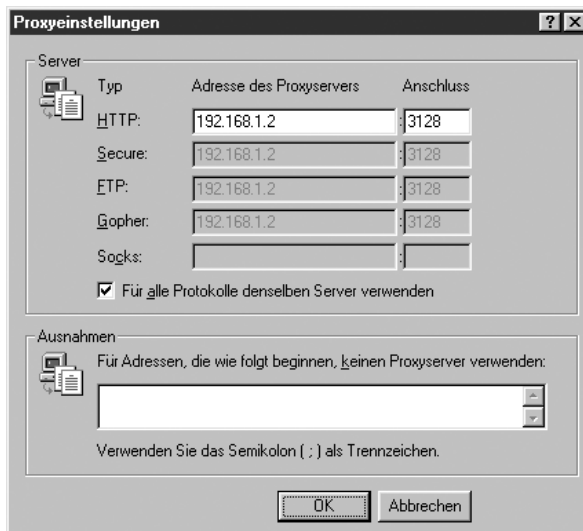 Proxyeinstellungen
Server
Typ Adresse des Proxyservers Anschluss
HTTP: 192.168.1.2 : 3128
Secure: 192.168.1.2 : 3128
FTP: 192.168.1.2 : 3128
Gopher: 192.168.1.2 : 3128
Socks: :
Für alle Protokolle denselben Server verwenden
Ausnahmen
Für Adressen, die wie folgt beginnen, keinen Proxyserver verwenden:
Verwenden Sie das Semikolon ( ; ) als Trennzeichen.
OK Abbrechen